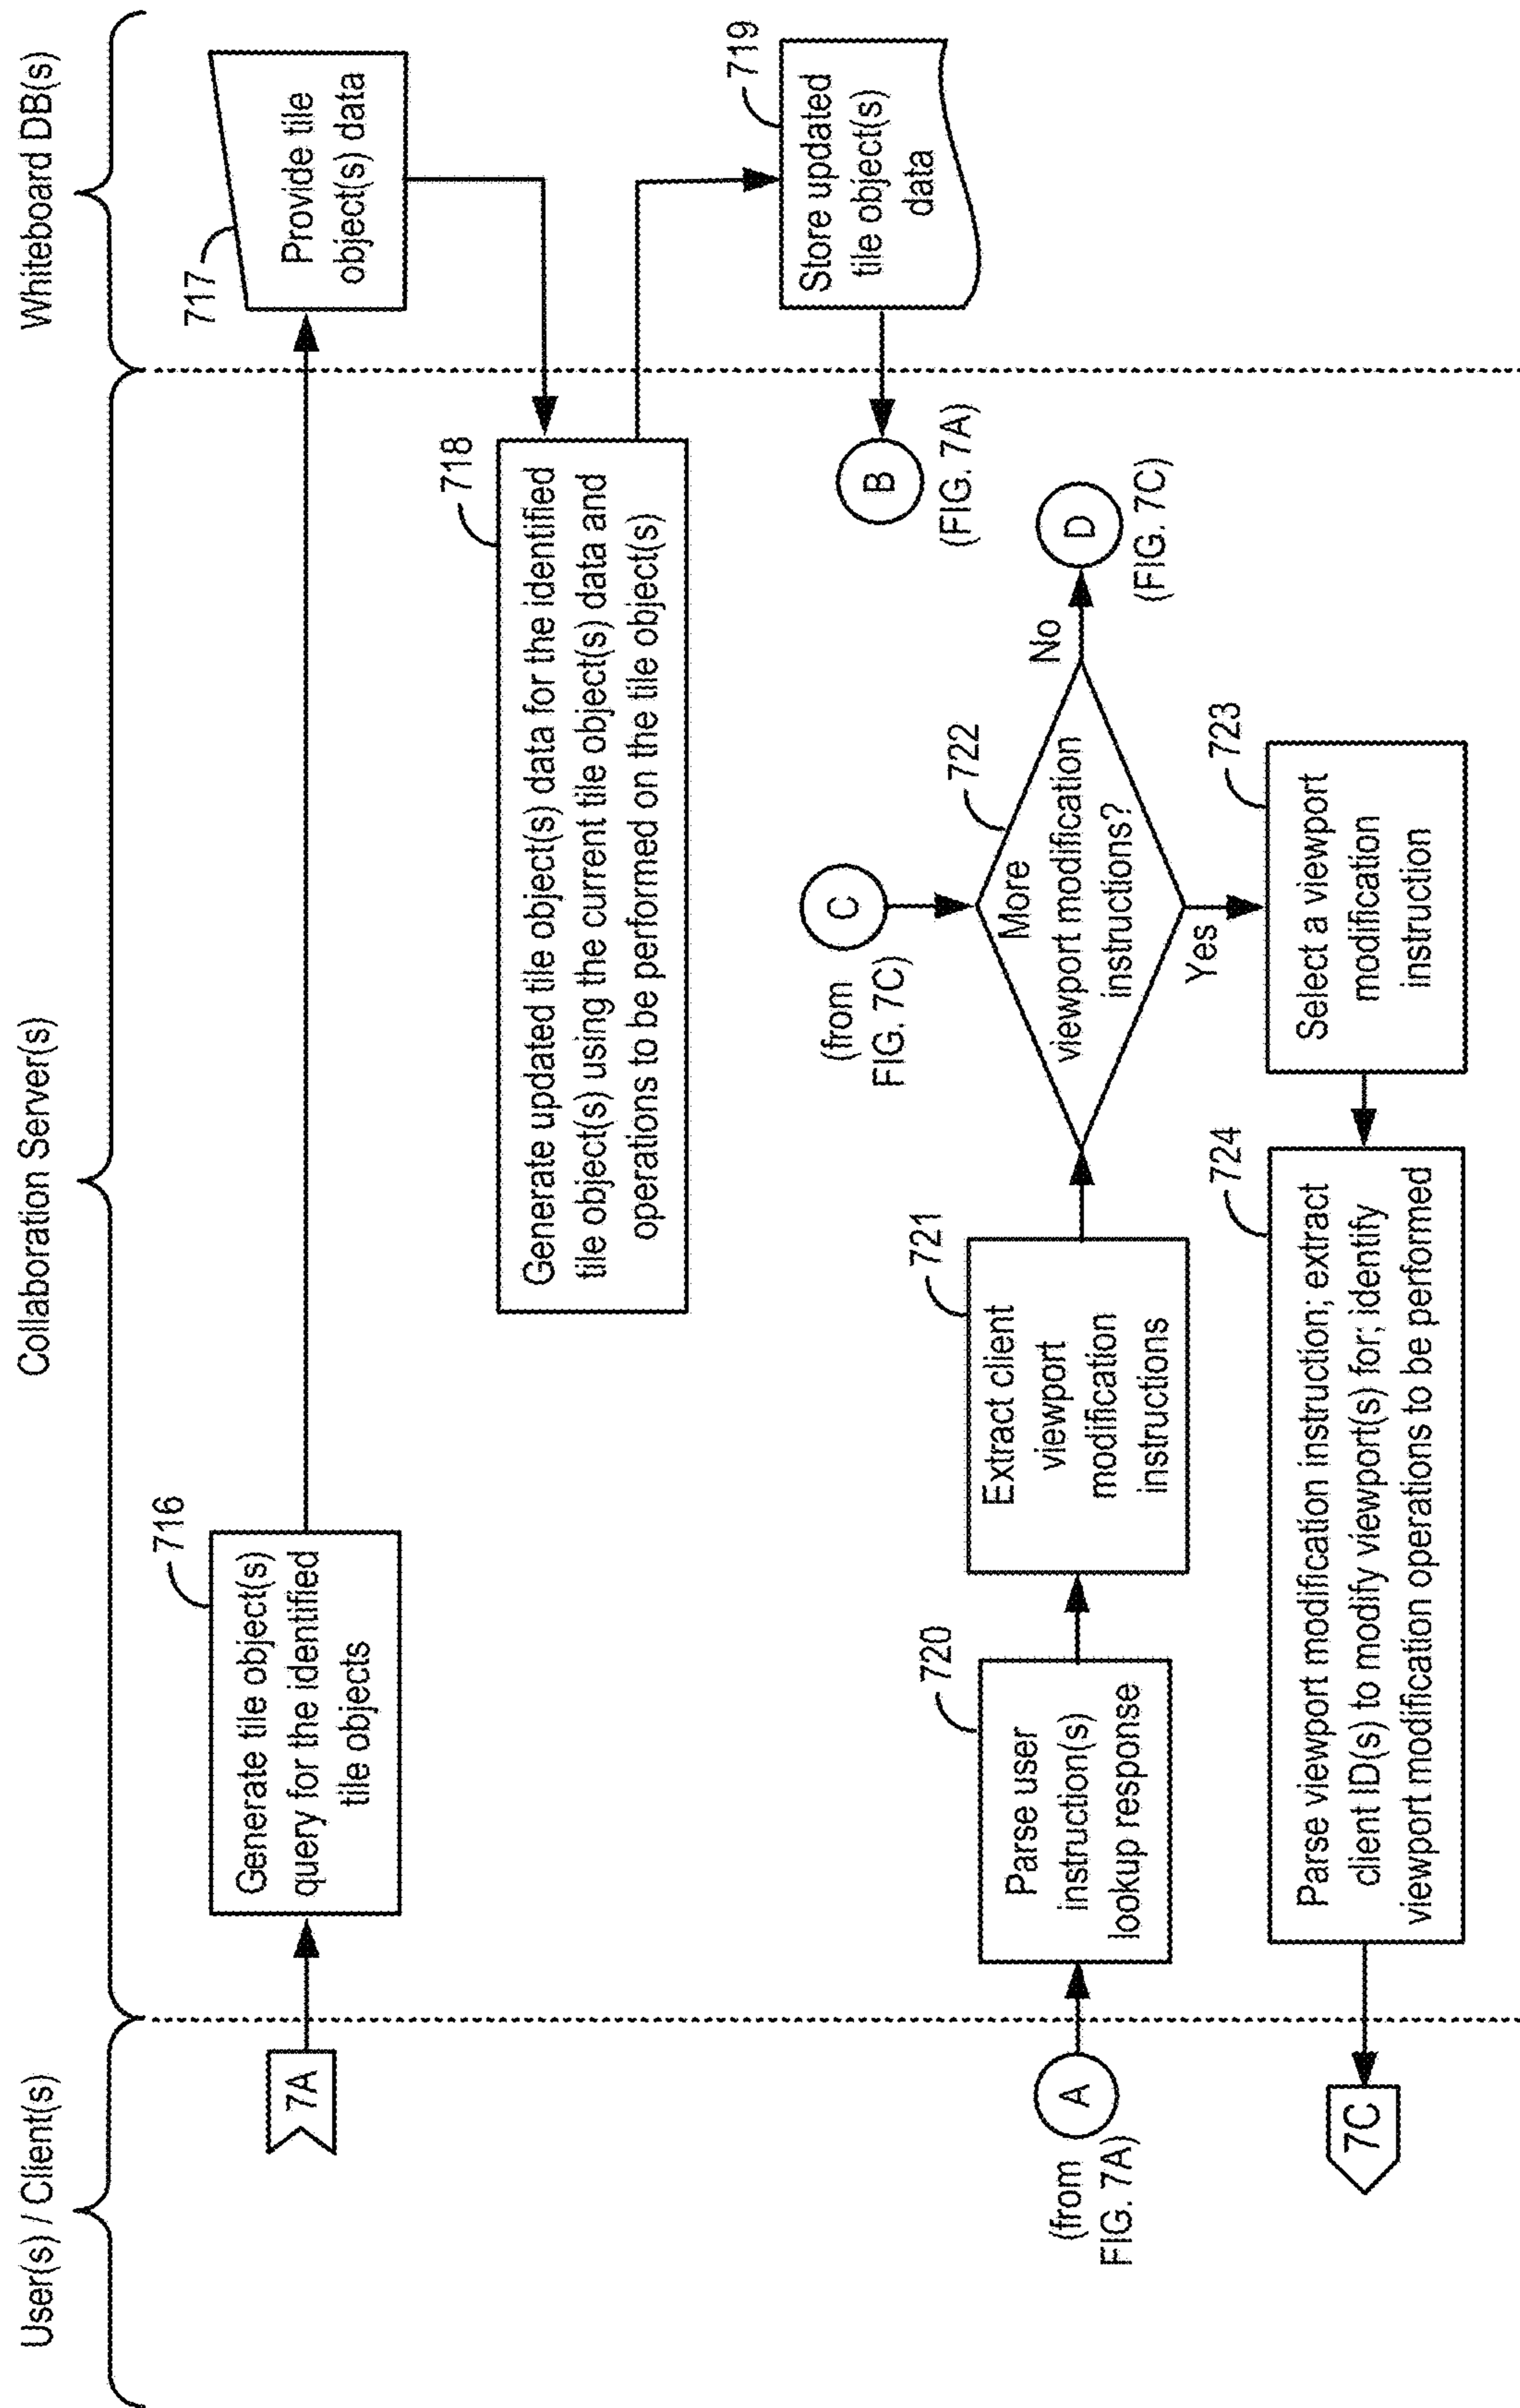 User(s) / Client(s)
Collaboration Server(s)
Whiteboard DB(s)
7A
716
Generate tile object(s)
query for the identified
tile objects
717
Provide tile
object(s) data
718
Generate updated tile object(s) data for the identified
tile object(s) using the current tile object(s) data and
operations to be performed on the tile object(s)
719
Store updated
tile object(s)
data
B
(FIG. 7A)
(from
FIG. 7A)
A
720
Parse user
instruction(s)
lookup response
721
Extract client
viewport
modification
instructions
(from
FIG. 7C)
C
722
More
viewport modification
instructions?
No
D
(FIG. 7C)
Yes
723
Select a viewport
modification
instruction
724
Parse viewport modification instruction; extract
client ID(s) to modify viewport(s) for; identify
viewport modification operations to be performed
7C